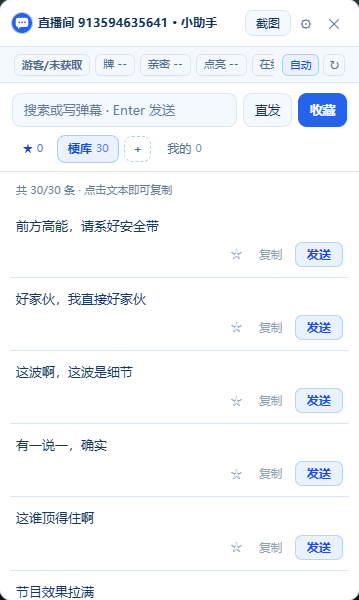 直播间 913594635641 • 小助手 截图
游客/未获取 牌 -- 亲密 -- 点亮 -- 自动
搜索或写弹幕 · Enter 发送 直发 收藏
★ 0 梗库 30 + 我的 0
共 30/30 条 · 点击文本即可复制
前方高能，请系好安全带
☆ 复制 发送
好家伙，我直接好家伙
☆ 复制 发送
这波啊，这波是细节
☆ 复制 发送
有一说一，确实
☆ 复制 发送
这谁顶得住啊
☆ 复制 发送
节目效果拉满